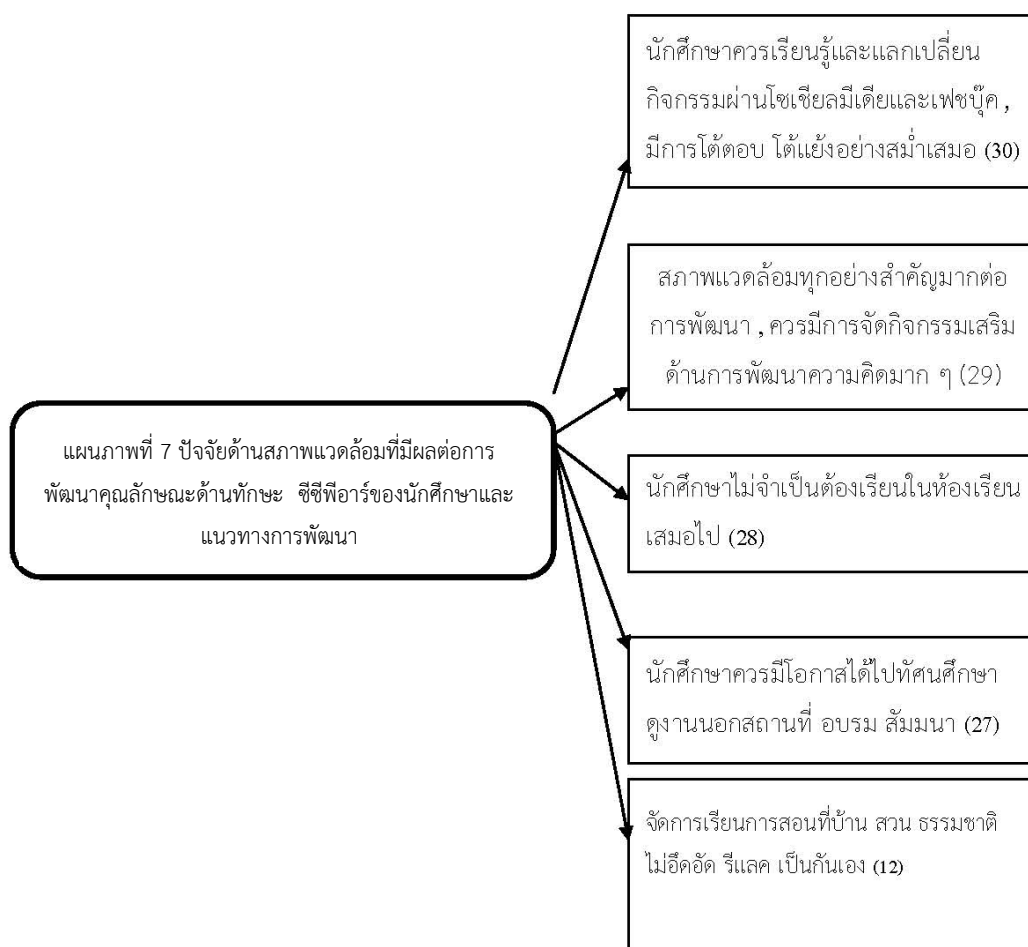 นักศึกษาควรเรียนรู้และแลกเปลี่ยน
กิจกรรมผ่านโซเชียลมีเดียและเฟซบุ๊ค ,
มีการโต้ตอบ โต้แย้งอย่างสม่ำเสมอ (30)
สภาพแวดล้อมทุกอย่างสำคัญมากต่อ
การพัฒนา , ควรมีการจัดกิจกรรมเสริม
ด้านการพัฒนาความคิดมาก ๆ (29)
แผนภาพที่ 7 ปัจจัยด้านสภาพแวดล้อมที่มีผลต่อการ
พัฒนาคุณลักษณะด้านทักษะ ซีซีพีอาร์ของนักศึกษาและ
แนวทางการพัฒนา
นักศึกษาไม่จำเป็นต้องเรียนในห้องเรียน
เสมอไป (28)
นักศึกษาควรมีโอกาสได้ไปทัศนศึกษา
ดูงานนอกสถานที่ อบรม สัมมนา (27)
จัดการเรียนการสอนที่บ้าน สวน ธรรมชาติ
ไม่อึดอัด รีแลค เป็นกันเอง (12)